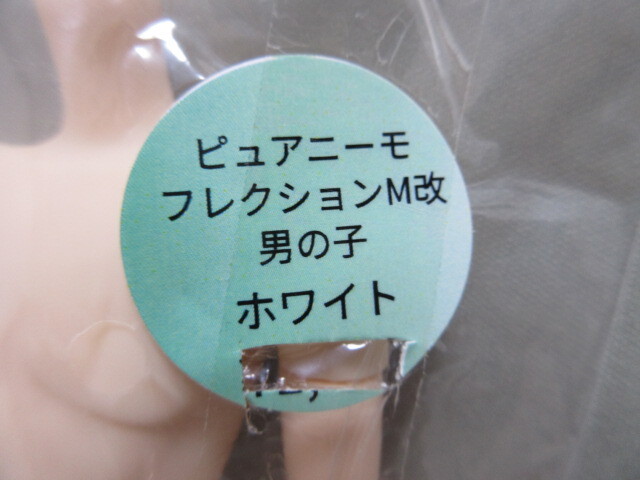 ピュアニーモ
フレクションM改
男の子
ホワイト